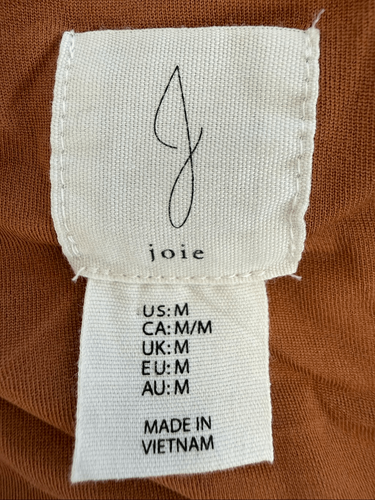 J
joie
US: M
CA: M/M
UK: M
EU: M
AU: M
MADE IN
VIETNAM